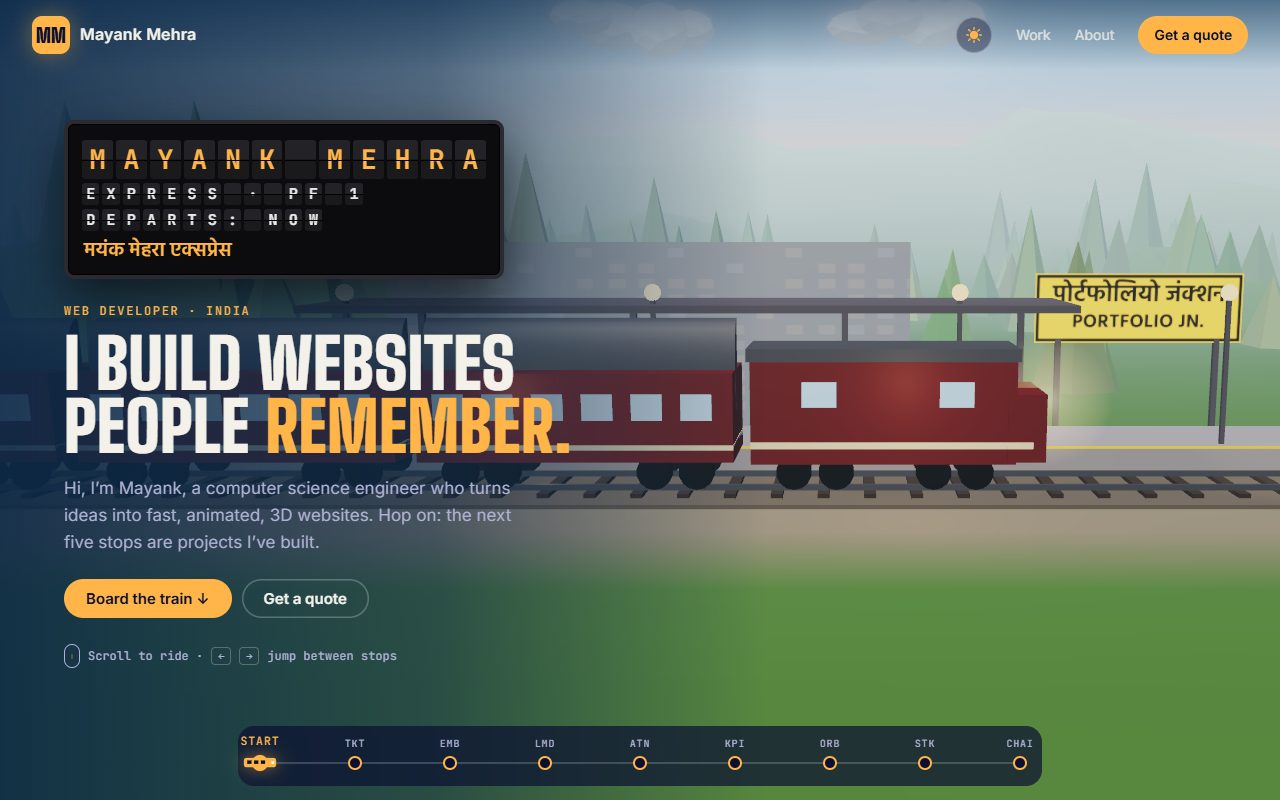 MM Mayank Mehra
Work About Get a quote
MAYANK MEHRA
EXPRESS · PF 1
DEPARTS: NOW
मयंक मेहरा एक्सप्रेस
पोर्टफोलियो जंक्शन
PORTFOLIO JN.
WEB DEVELOPER · INDIA
I BUILD WEBSITES
PEOPLE REMEMBER.
Hi, I’m Mayank, a computer science engineer who turns
ideas into fast, animated, 3D websites. Hop on: the next
five stops are projects I’ve built.
Board the train ↓ Get a quote
Scroll to ride · ← → jump between stops
START TKT EMB LMD ATN KPI ORB STK CHAI